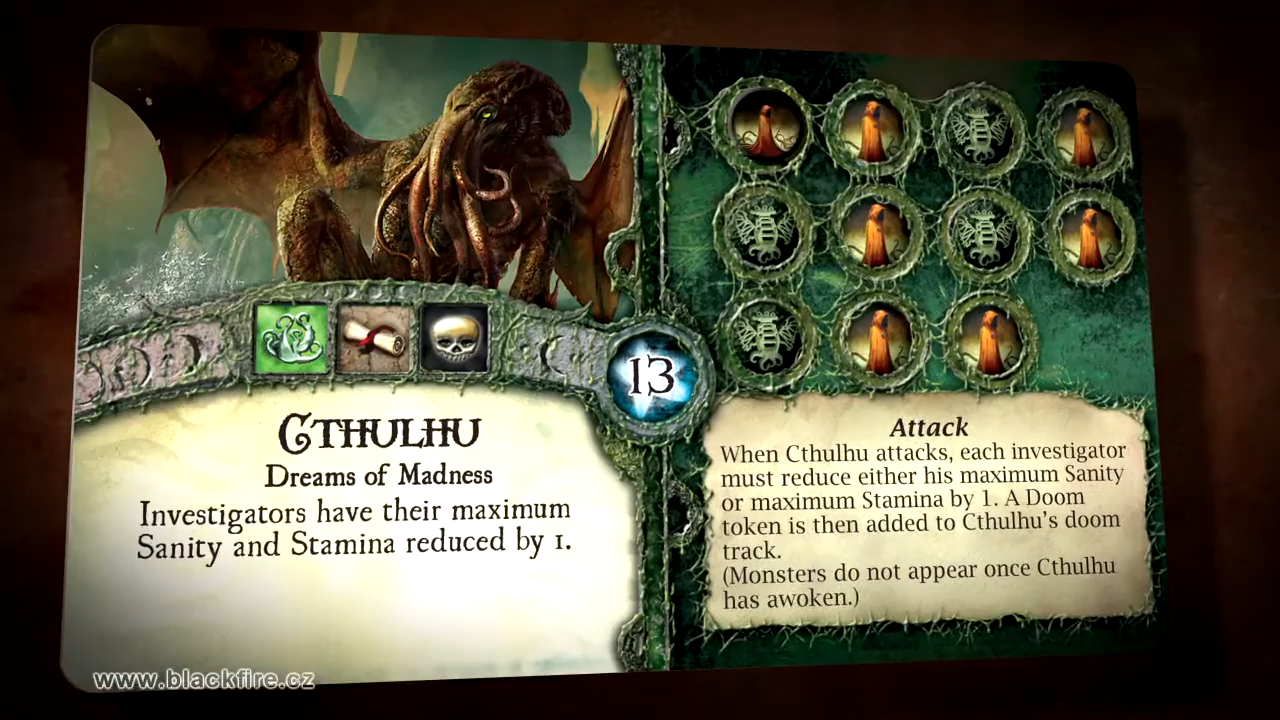 13
Cthulhu
Dreams of Madness
Investigators have their maximum
Sanity and Stamina reduced by 1.
Attack
When Cthulhu attacks, each investigator
must reduce either his maximum Sanity
or maximum Stamina by 1. A Doom
token is then added to Cthulhu's doom
track.
(Monsters do not appear once Cthulhu
has awoken.)
www.blackfire.cz